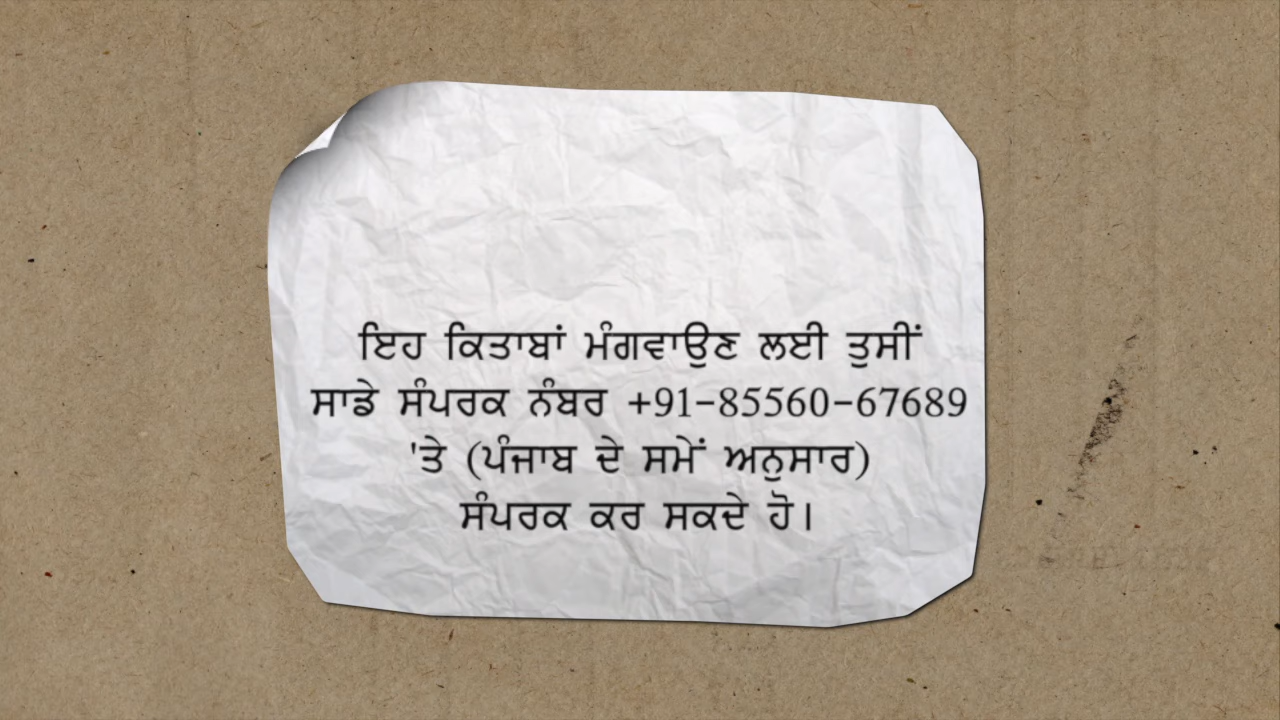 ਇਹ ਕਿਤਾਬਾਂ ਮੰਗਵਾਉਣ ਲਈ ਤੁਸੀਂ
ਸਾਡੇ ਸੰਪਰਕ ਨੰਬਰ +91-85560-67689
'ਤੇ (ਪੰਜਾਬ ਦੇ ਸਮੇਂ ਅਨੁਸਾਰ)
ਸੰਪਰਕ ਕਰ ਸਕਦੇ ਹੋ।